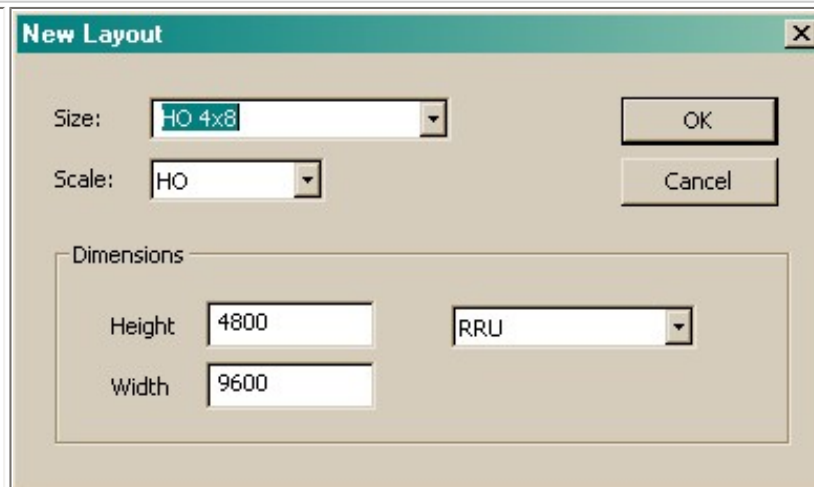 New Layout
Size: HO 4x8 OK
Scale: HO Cancel
Dimensions
Height 4800 RRU
Width 9600